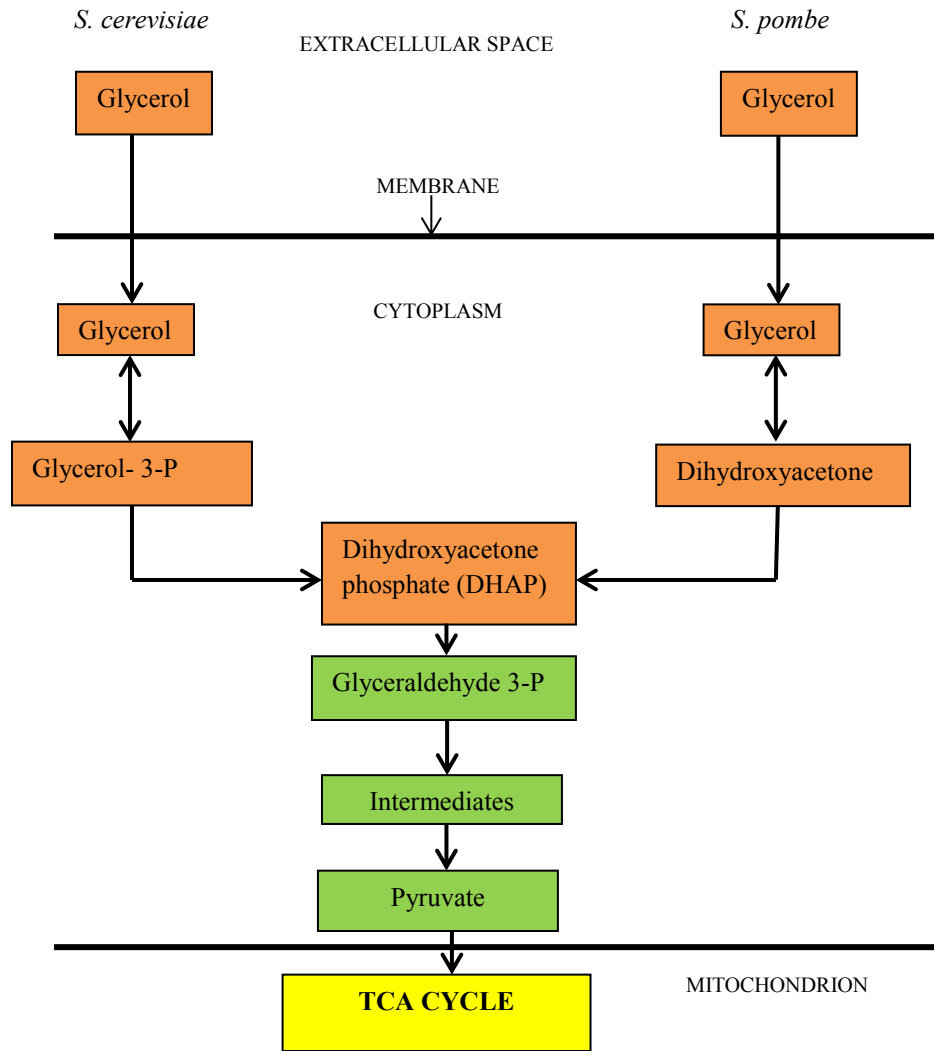 S. cerevisiae
S. pombe
EXTRACELLULAR SPACE
Glycerol
Glycerol
MEMBRANE
CYTOPLASM
Glycerol
Glycerol
Glycerol- 3-P
Dihydroxyacetone
Dihydroxyacetone
phosphate (DHAP)
Glyceraldehyde 3-P
Intermediates
Pyruvate
MITOCHONDRION
TCA CYCLE